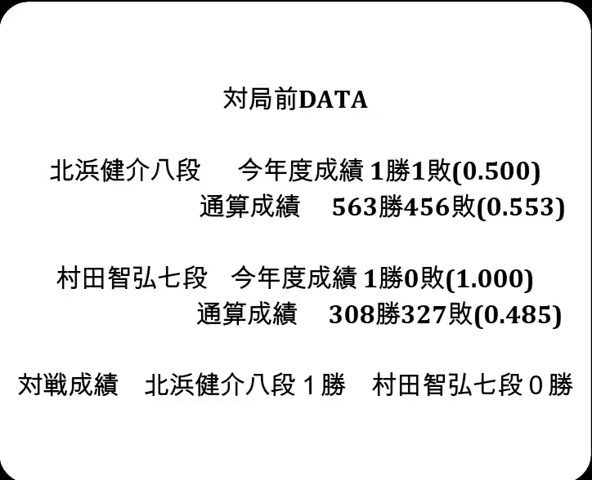 対局前DATA
北浜健介八段 今年度成績 1勝1敗(0.500)
通算成績 563勝456敗(0.553)
村田智弘七段 今年度成績 1勝0敗(1.000)
通算成績 308勝327敗(0.485)
対戦成績 北浜健介八段1勝 村田智弘七段0勝